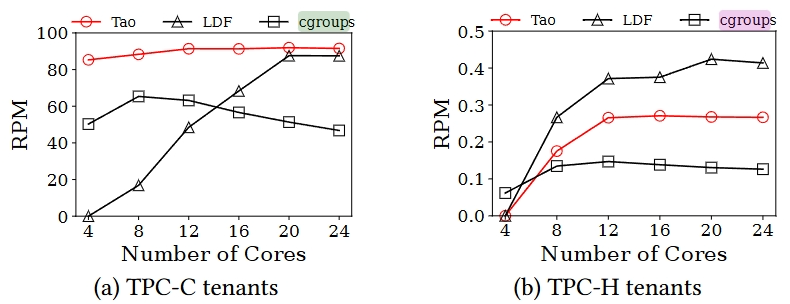 Tao LDF cgroups
100
80
60
40
20
0
RPM
4 8 12 16 20 24
Number of Cores
(a) TPC-C tenants
Tao LDF cgroups
0.5
0.4
0.3
0.2
0.1
0.0
RPM
4 8 12 16 20 24
Number of Cores
(b) TPC-H tenants